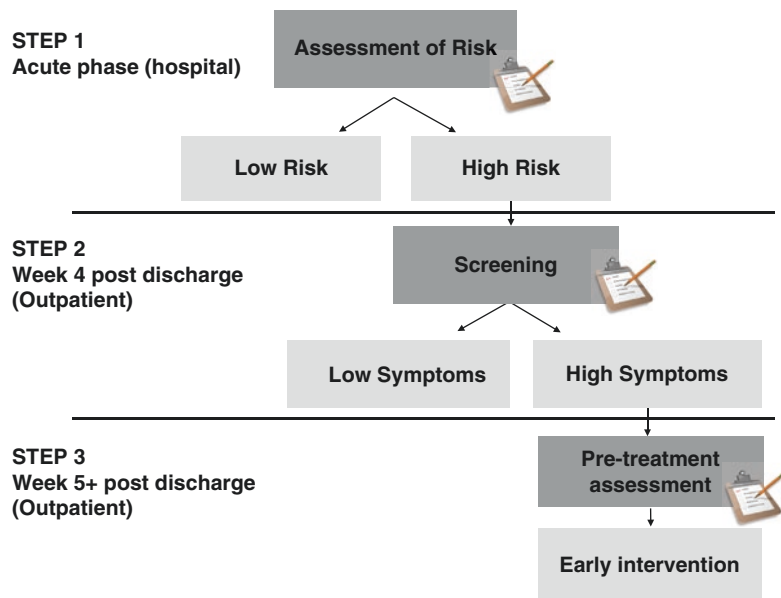 STEP 1
Acute phase (hospital)
Assessment of Risk
Low Risk
High Risk
STEP 2
Week 4 post discharge
(Outpatient)
Screening
Low Symptoms
High Symptoms
STEP 3
Week 5+ post discharge
(Outpatient)
Pre-treatment
assessment
Early intervention